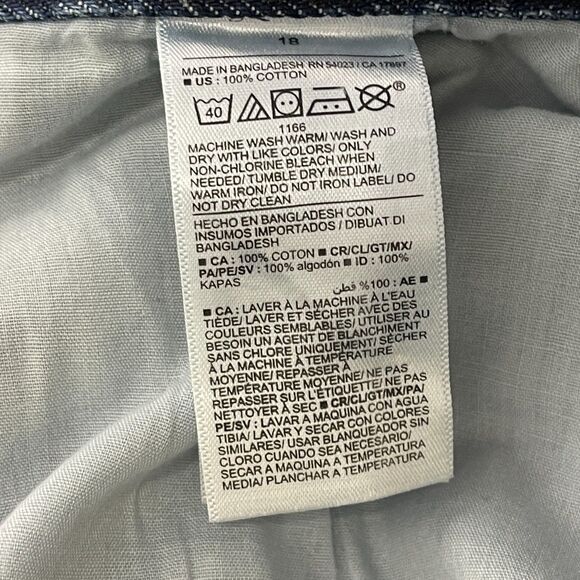 18
MADE IN BANGLADESH RN 54023 / CA 17897
■ US : 100% COTTON
40
®
1166
MACHINE WASH WARM/ WASH AND
DRY WITH LIKE COLORS/ ONLY
NON-CHLORINE BLEACH WHEN
NEEDED/ TUMBLE DRY MEDIUM/
WARM IRON/ DO NOT IRON LABEL/ DO
NOT DRY CLEAN
HECHO EN BANGLADESH CON
INSUMOS IMPORTADOS / DIBUAT DI
BANGLADESH
■ CA : 100% COTON ■ CR/CL/GT/MX/
PA/PE/SV : 100% algodón ■ ID : 100%
KAPAS
■ AE : 100% قطن
■ CA : LAVER À LA MACHINE À L'EAU
TIÈDE/ LAVER ET SÉCHER AVEC DES
COULEURS SEMBLABLES/ UTILISER AU
BESOIN UN AGENT DE BLANCHIMENT
SANS CHLORE UNIQUEMENT/ SÉCHER
À LA MACHINE À TEMPÉRATURE
MOYENNE/ REPASSER À
TEMPÉRATURE MOYENNE/ NE PAS
REPASSER SUR L'ÉTIQUETTE/ NE PAS
NETTOYER À SEC ■ CR/CL/GT/MX/PA/
PE/SV : LAVAR A MAQUINA CON AGUA
TIBIA/ LAVAR Y SECAR CON COLORES
SIMILARES/ USAR BLANQUEADOR SIN
CLORO CUANDO SEA NECESARIO/
SECAR A MAQUINA A TEMPERATURA
MEDIA/ PLANCHAR A TEMPERATURA